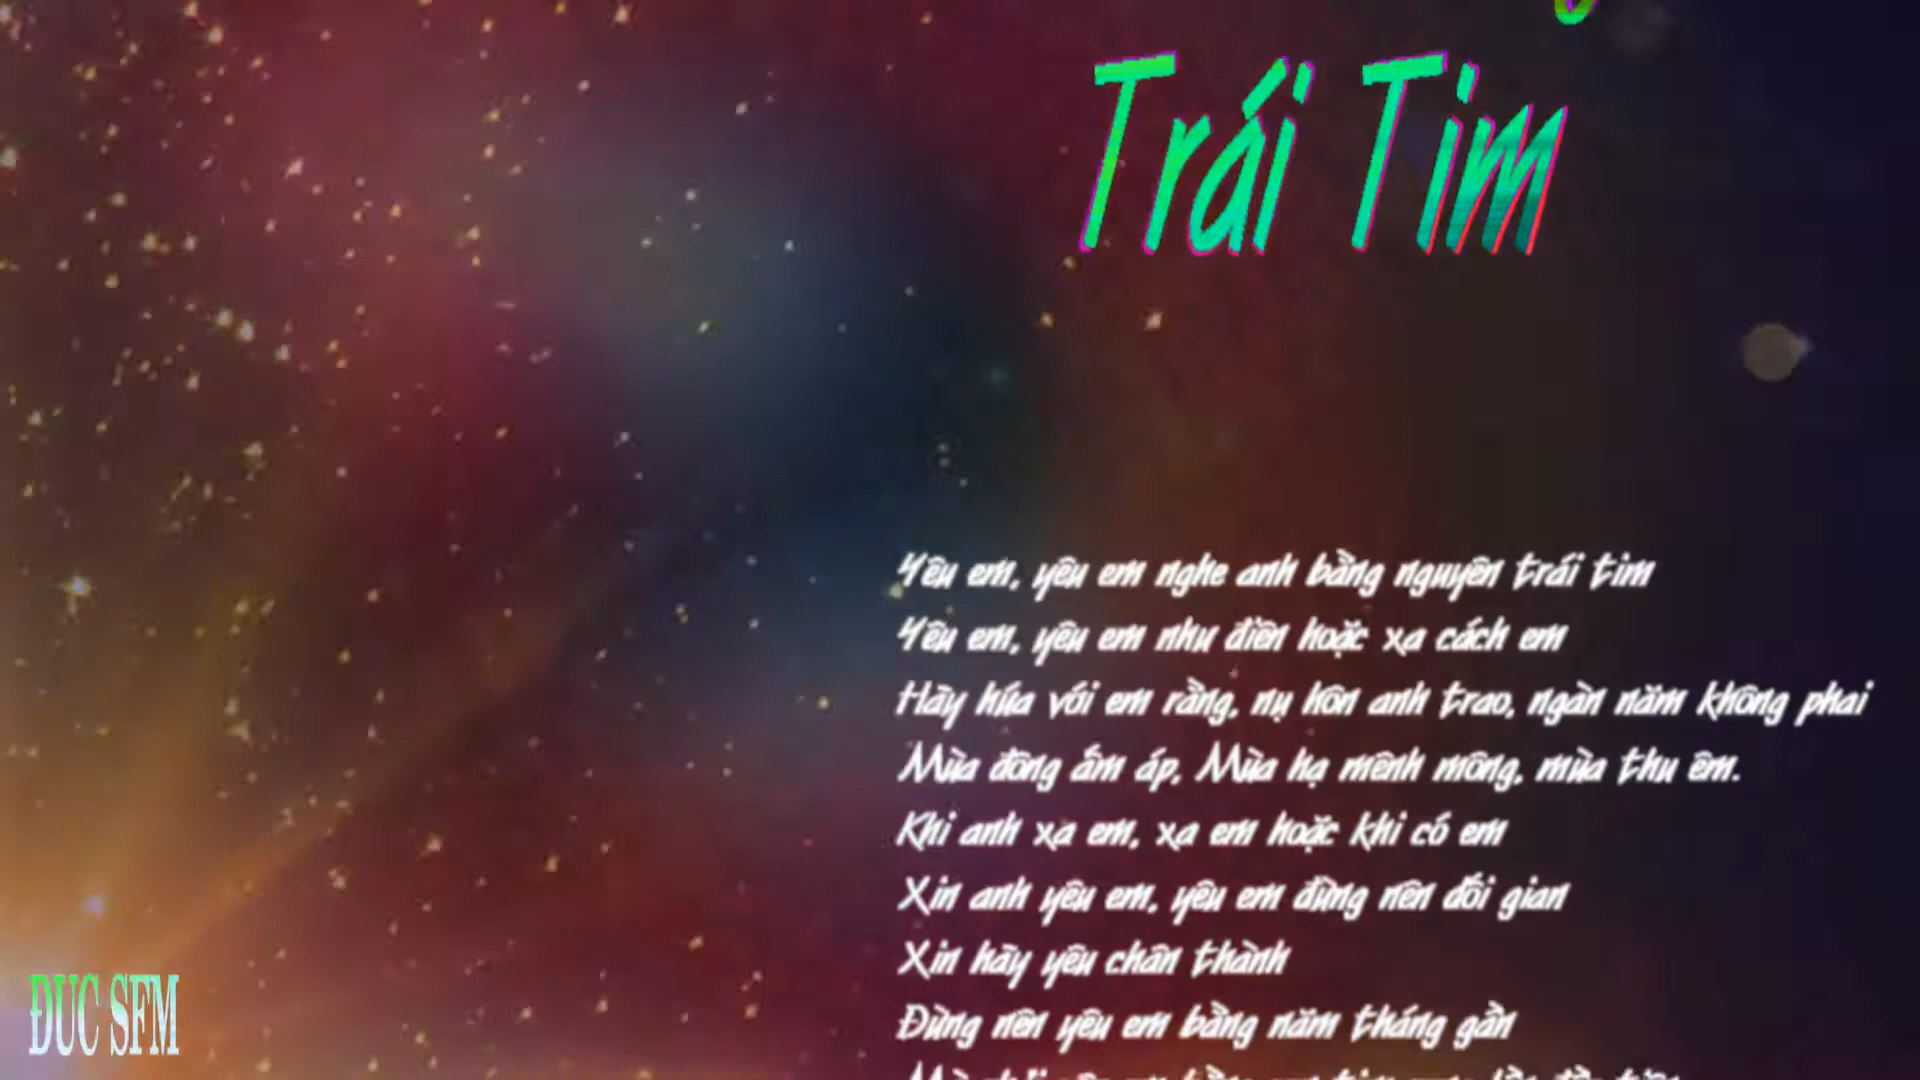 Trái Tim
Yêu em, yêu em nghe anh bằng nguyên trái tim
Yêu em, yêu em như điên hoặc xa cách em
Hãy hứa với em rằng, nụ hôn anh trao, ngàn năm không phai
Mùa đông ấm áp, Mùa hạ mênh mông, mùa thu êm.
Khi anh xa em, xa em hoặc khi có em
Xin anh yêu em, yêu em đừng nên dối gian
Xin hãy yêu chân thành
Đừng nên yêu em bằng năm tháng gần
ĐUC SFM